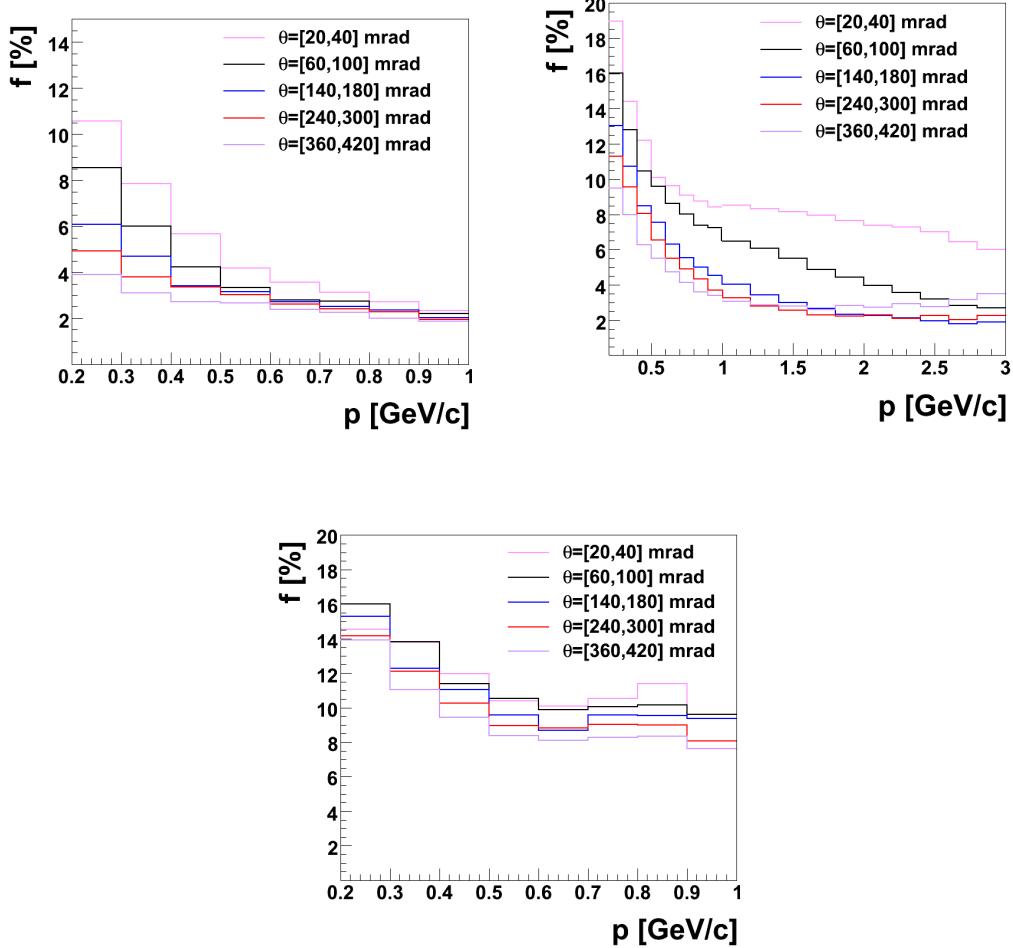 f [%]
14
12
10
8
6
4
2
θ=[20,40] mrad
θ=[60,100] mrad
θ=[140,180] mrad
θ=[240,300] mrad
θ=[360,420] mrad
0.2 0.3 0.4 0.5 0.6 0.7 0.8 0.9 1
p [GeV/c]
f [%]
20
18
16
14
12
10
8
6
4
2
θ=[20,40] mrad
θ=[60,100] mrad
θ=[140,180] mrad
θ=[240,300] mrad
θ=[360,420] mrad
0.5 1 1.5 2 2.5 3
p [GeV/c]
f [%]
20
18
16
14
12
10
8
6
4
2
θ=[20,40] mrad
θ=[60,100] mrad
θ=[140,180] mrad
θ=[240,300] mrad
θ=[360,420] mrad
0.2 0.3 0.4 0.5 0.6 0.7 0.8 0.9 1
p [GeV/c]